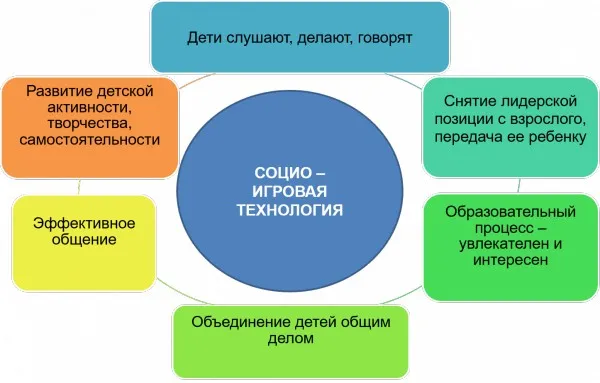 Дети слушают, делают, говорят
Развитие детской
активности,
творчества,
самостоятельности
Снятие лидерской
позиции с взрослого,
передача ее ребенку
СОЦИО –
ИГРОВАЯ
ТЕХНОЛОГИЯ
Эффективное
общение
Образовательный
процесс –
увлекателен и
интересен
Объединение детей общим
делом